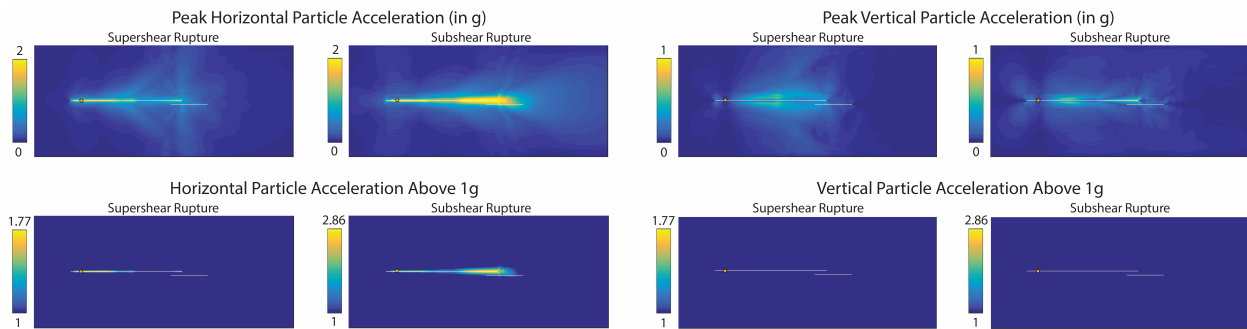 Peak Horizontal Particle Acceleration (in g)
Peak Vertical Particle Acceleration (in g)
Supershear Rupture
Subshear Rupture
Supershear Rupture
Subshear Rupture
2
2
1
1
0
0
0
0
Horizontal Particle Acceleration Above 1g
Vertical Particle Acceleration Above 1g
Supershear Rupture
Subshear Rupture
Supershear Rupture
Subshear Rupture
1.77
2.86
1.77
2.86
1
1
1
1